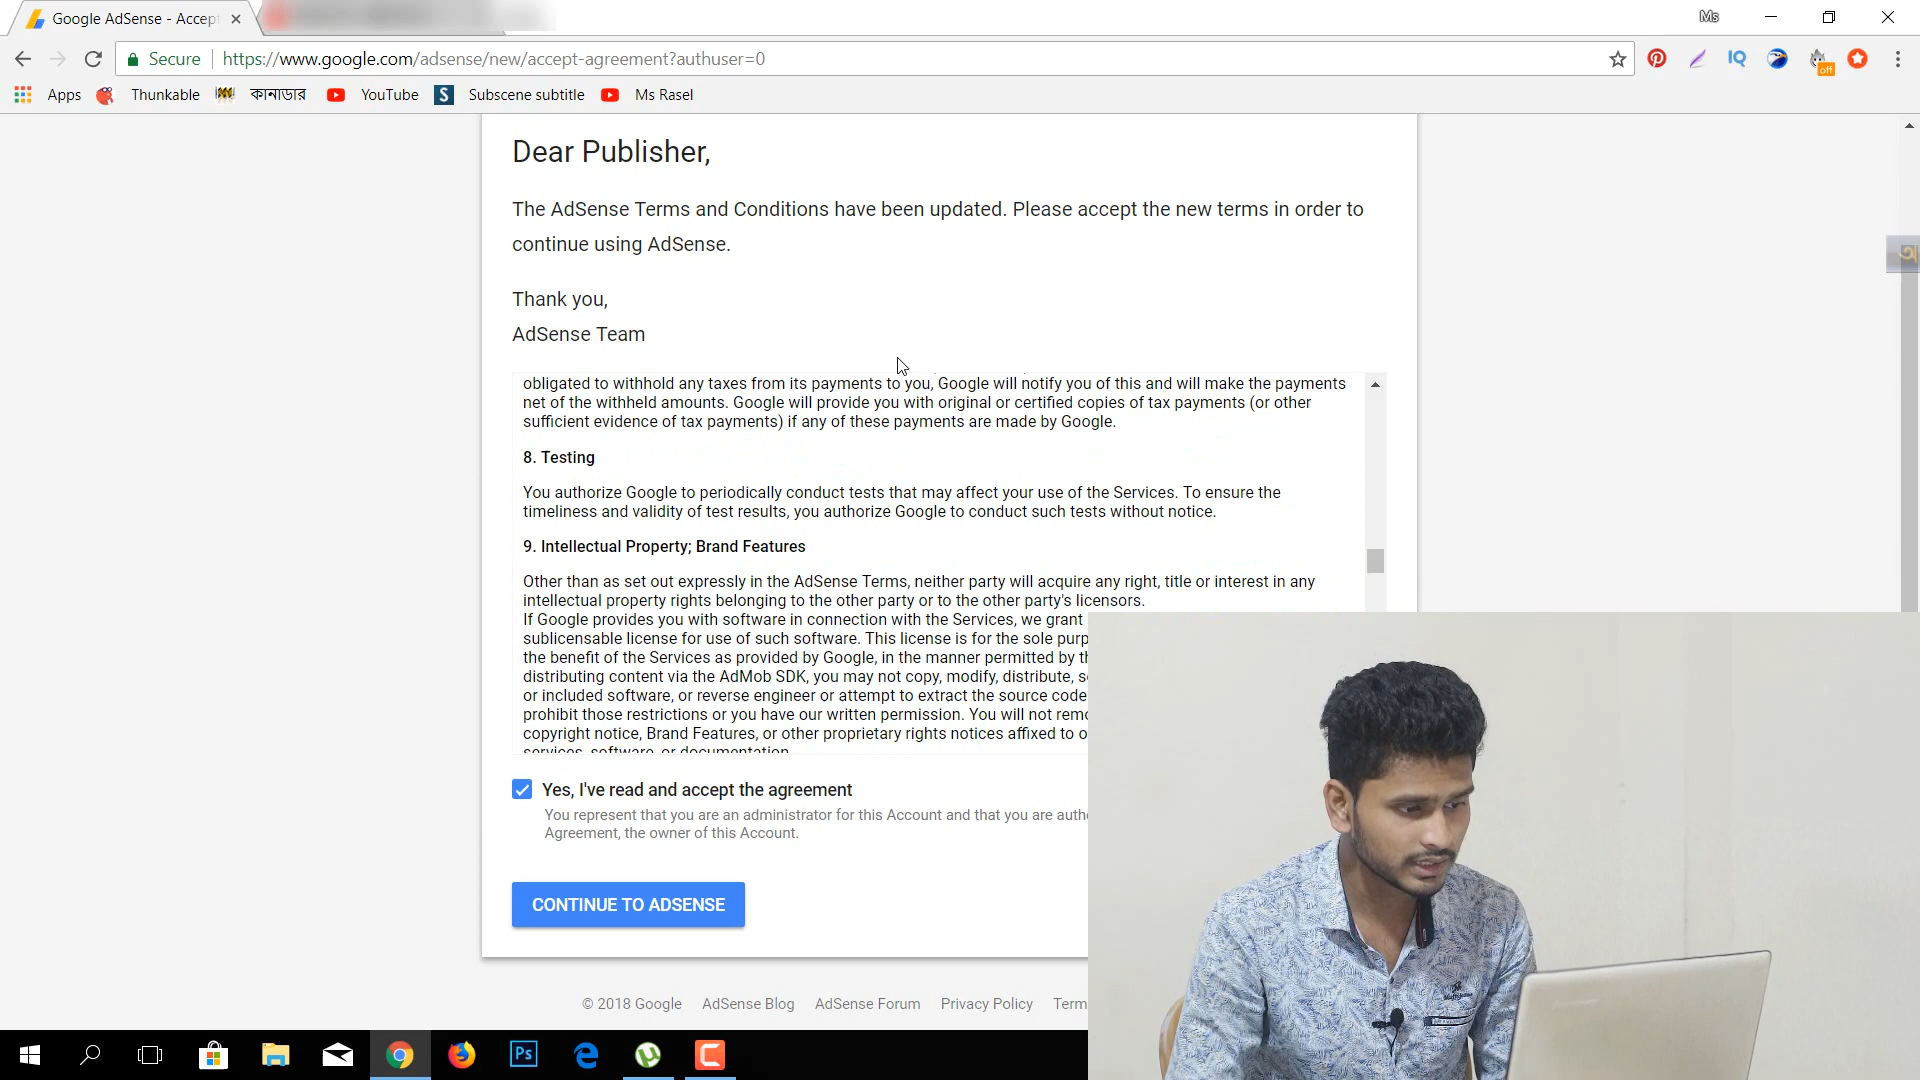 Google AdSense - Accep
Ms
Secure https://www.google.com/adsense/new/accept-agreement?authuser=0
IQ
off
Apps Thunkable কানাডার YouTube S Subscene subtitle Ms Rasel
Dear Publisher,
The AdSense Terms and Conditions have been updated. Please accept the new terms in order to
continue using AdSense.
Thank you,
AdSense Team
obligated to withhold any taxes from its payments to you, Google will notify you of this and will make the payments
net of the withheld amounts. Google will provide you with original or certified copies of tax payments (or other
sufficient evidence of tax payments) if any of these payments are made by Google.
8. Testing
You authorize Google to periodically conduct tests that may affect your use of the Services. To ensure the
timeliness and validity of test results, you authorize Google to conduct such tests without notice.
9. Intellectual Property; Brand Features
Other than as set out expressly in the AdSense Terms, neither party will acquire any right, title or interest in any
intellectual property rights belonging to the other party or to the other party's licensors.
If Google provides you with software in connection with the Services, we grant
sublicensable license for use of such software. This license is for the sole purp
the benefit of the Services as provided by Google, in the manner permitted by th
distributing content via the AdMob SDK, you may not copy, modify, distribute, s
or included software, or reverse engineer or attempt to extract the source code
prohibit those restrictions or you have our written permission. You will not remo
copyright notice, Brand Features, or other proprietary rights notices affixed to o
services, software, or documentation
Yes, I've read and accept the agreement
You represent that you are an administrator for this Account and that you are autho
Agreement, the owner of this Account.
CONTINUE TO ADSENSE
© 2018 Google AdSense Blog AdSense Forum Privacy Policy Term
Ps